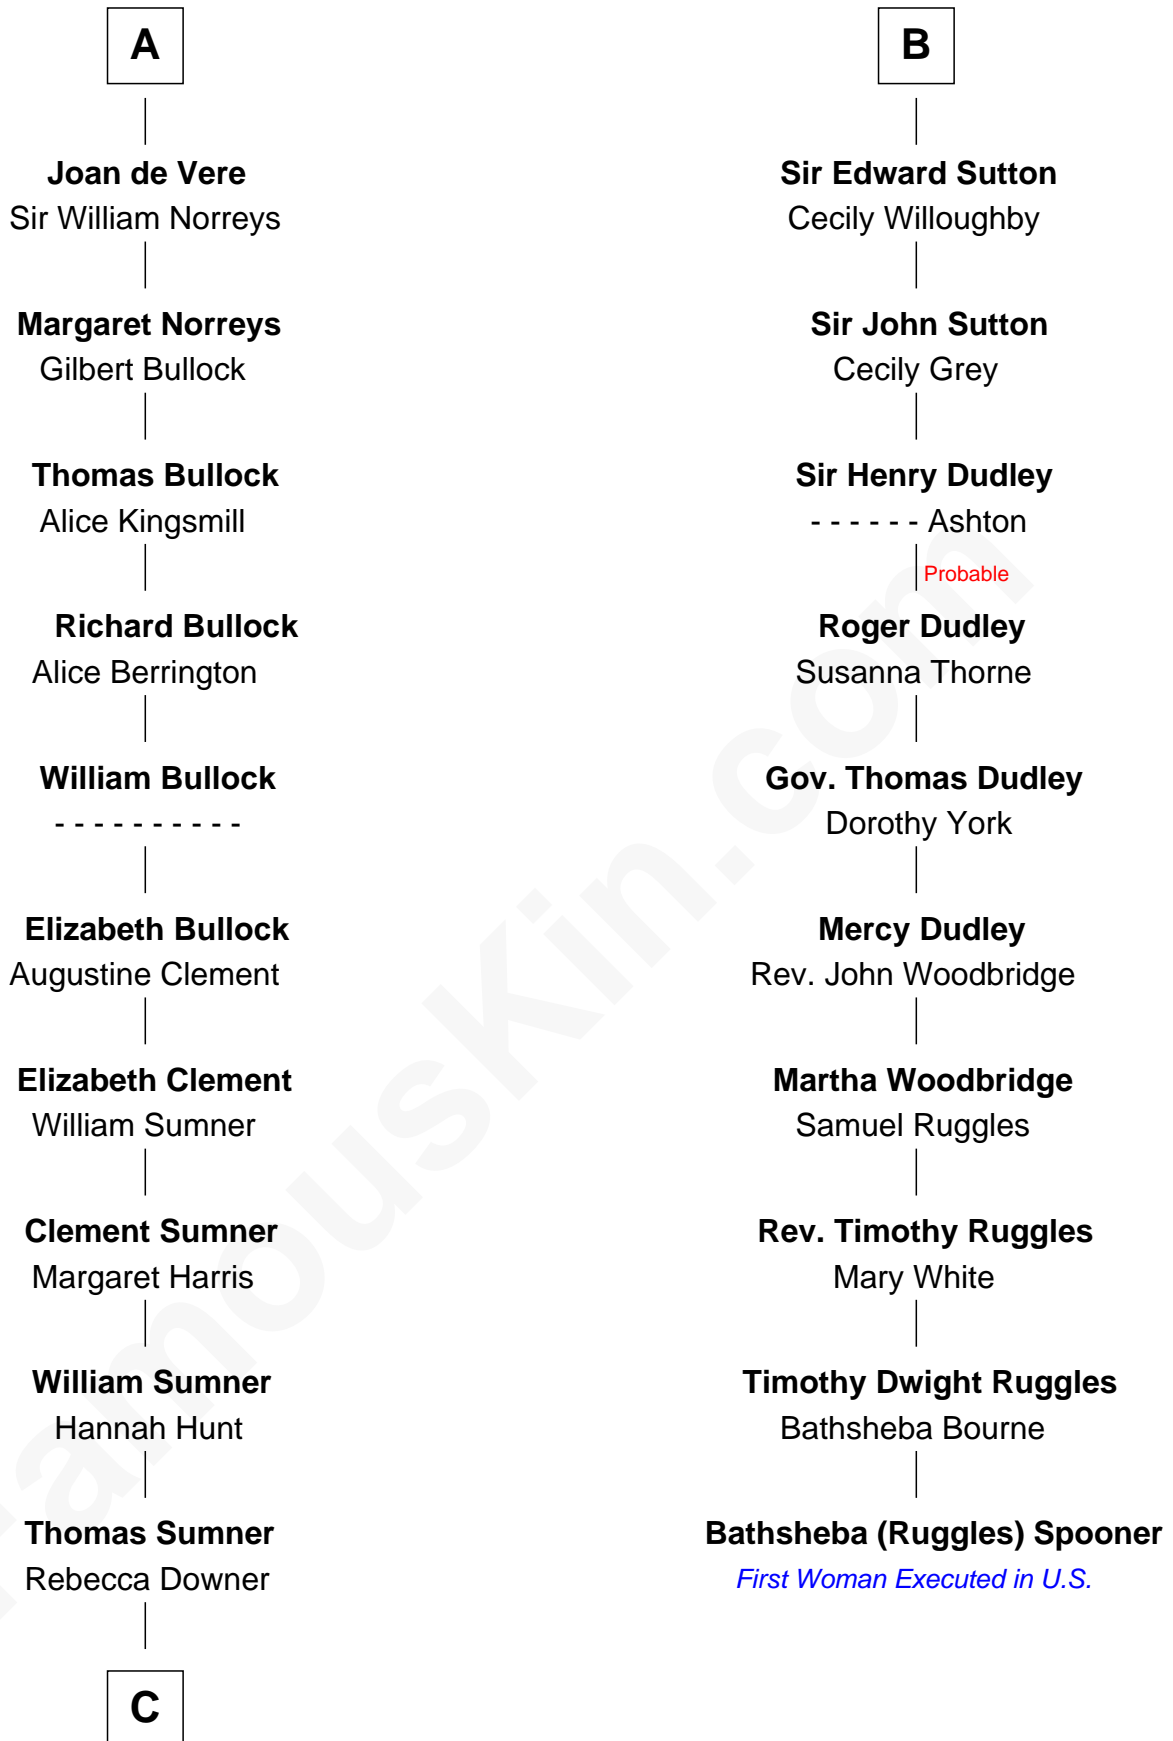 A
Joan de Vere
Sir William Norreys
Margaret Norreys
Gilbert Bullock
Thomas Bullock
Alice Kingsmill
Richard Bullock
Alice Berrington
William Bullock
- - - - - - - - - -
Elizabeth Bullock
Augustine Clement
Elizabeth Clement
William Sumner
Clement Sumner
Margaret Harris
William Sumner
Hannah Hunt
Thomas Sumner
Rebecca Downer
C
B
Sir Edward Sutton
Cecily Willoughby
Sir John Sutton
Cecily Grey
Sir Henry Dudley
- - - - - - Ashton
Probable
Roger Dudley
Susanna Thorne
Gov. Thomas Dudley
Dorothy York
Mercy Dudley
Rev. John Woodbridge
Martha Woodbridge
Samuel Ruggles
Rev. Timothy Ruggles
Mary White
Timothy Dwight Ruggles
Bathsheba Bourne
Bathsheba (Ruggles) Spooner
First Woman Executed in U.S.
FamousKin.com